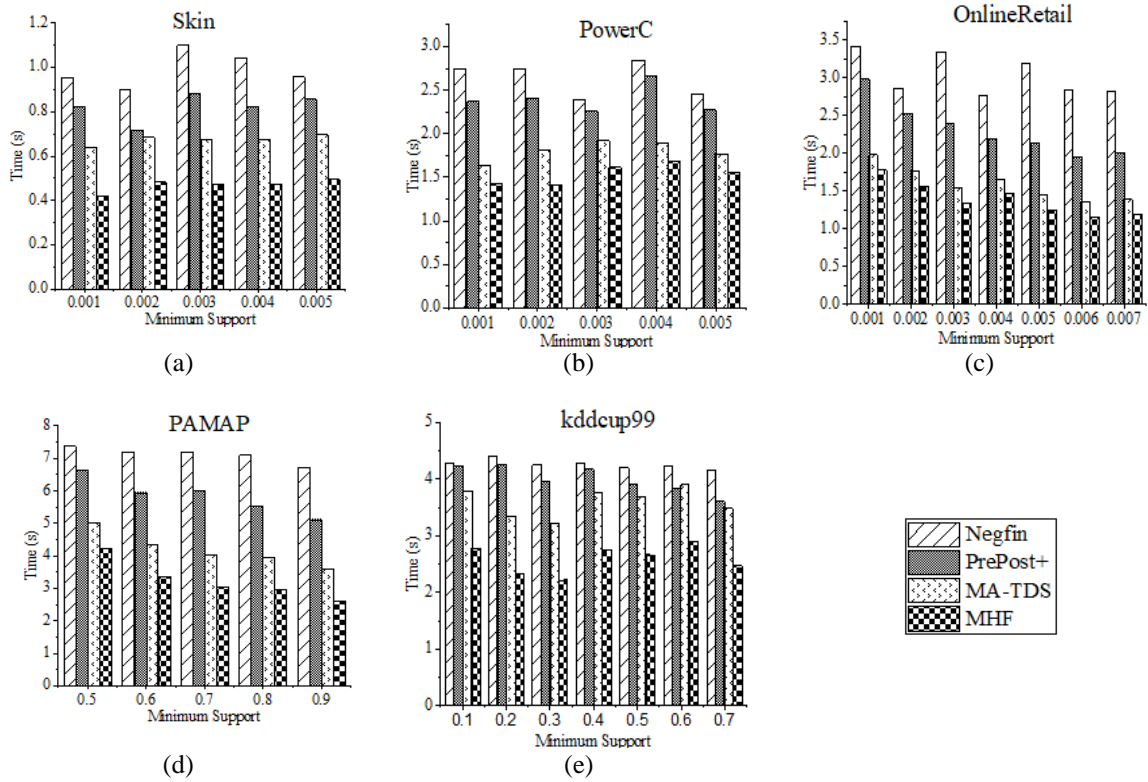 Skin
1.2
1.0
0.8
0.6
0.4
0.2
0.0
Time (s)
0.001 0.002 0.003 0.004 0.005
Minimum Support
(a)
PowerC
3.0
2.5
2.0
1.5
1.0
0.5
0.0
Time (s)
0.001 0.002 0.003 0.004 0.005
Minimum Support
(b)
OnlineRetail
3.5
3.0
2.5
2.0
1.5
1.0
0.5
0.0
Time (s)
0.001 0.002 0.003 0.004 0.005 0.006 0.007
Minimum Support
(c)
PAMAP
8
7
6
5
4
3
2
1
0
Time (s)
0.5 0.6 0.7 0.8 0.9
Minimum Support
(d)
kddcup99
5
4
3
2
1
0
Time (s)
0.1 0.2 0.3 0.4 0.5 0.6 0.7
Minimum Support
(e)
Negfin
PrePost+
MA-TDS
MHF